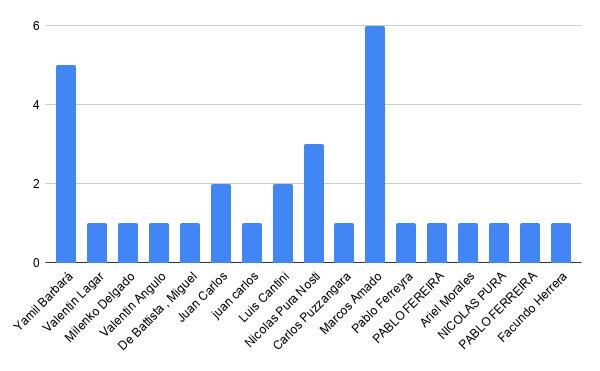 6
4
2
0
Yamil Barbará
Valentin Lagar
Milenko Delgado
Valentin Angulo
De Battista , Miguel
Juan Carlos
juan carlos
Luis Cantini
Nicolas Pura Nosti
Carlos Puzzangara
Marcos Amado
Pablo Ferreyra
PABLO FEREIRA
Ariel Morales
NICOLAS PURA
PABLO FERREIRA
Facundo Herrera